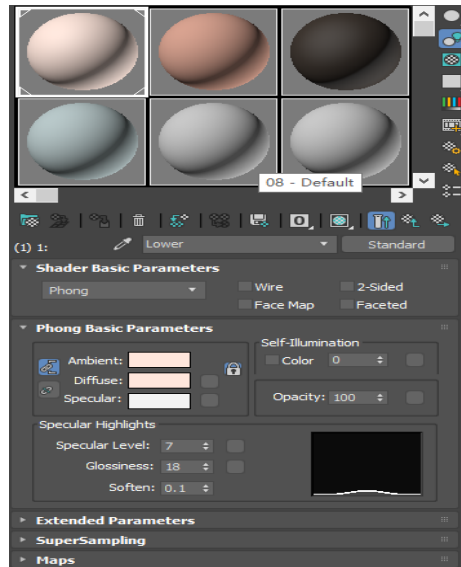 08 - Default
(1) 1: Lower Standard
Shader Basic Parameters
Phong Wire 2-Sided
Face Map Faceted
Phong Basic Parameters
Self-Illumination
Ambient: Color 0
Diffuse:
Specular: Opacity: 100
Specular Highlights
Specular Level: 7
Glossiness: 18
Soften: 0.1
Extended Parameters
SuperSampling
Maps